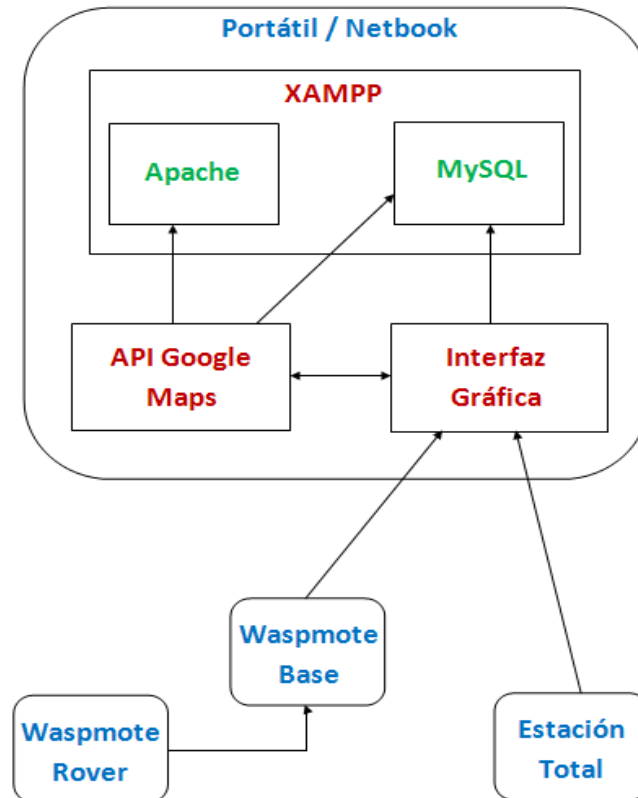 Portátil / Netbook
XAMPP
Apache
MySQL
API Google
Maps
Interfaz
Gráfica
Waspmote
Base
Waspmote
Rover
Estación
Total